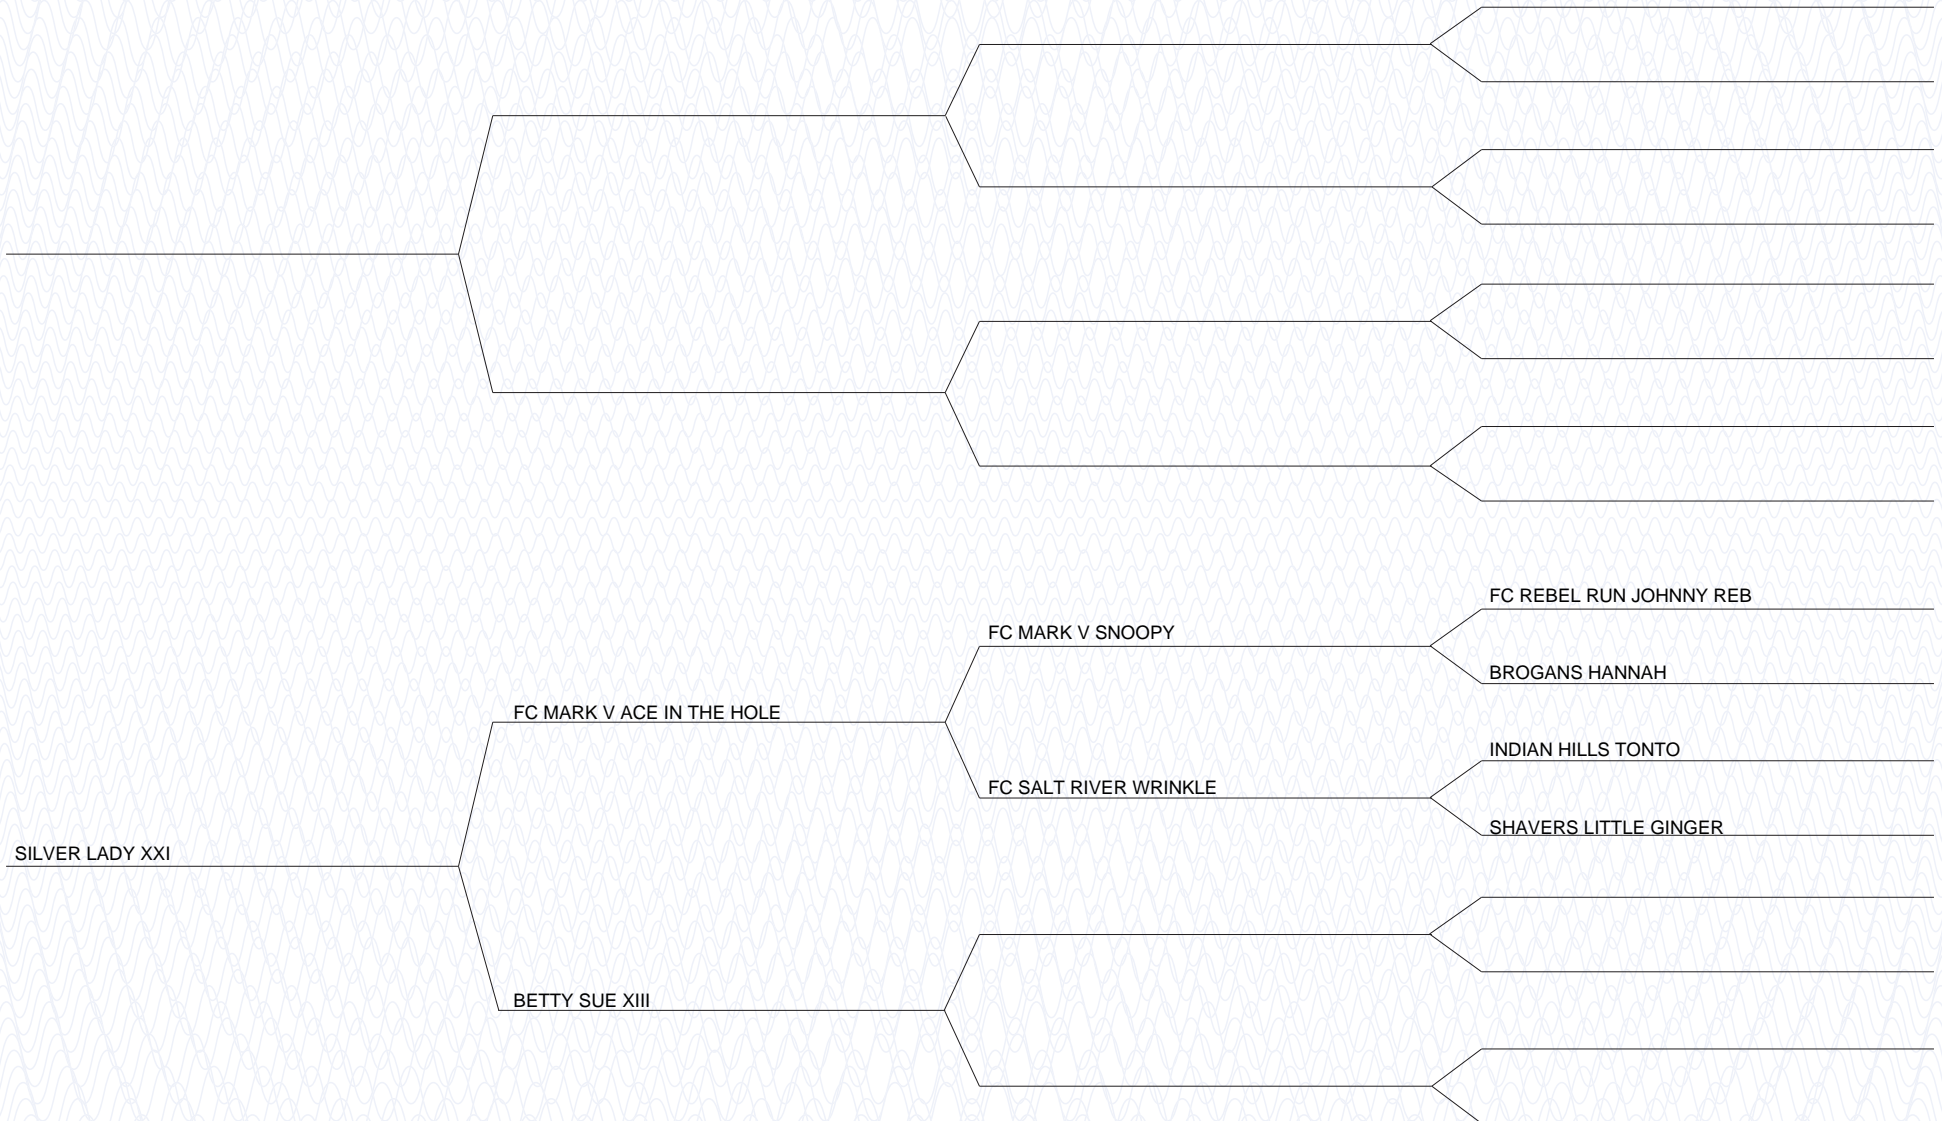 FC REBEL RUN JOHNNY REB
FC MARK V SNOOPY
BROGANS HANNAH
FC MARK V ACE IN THE HOLE
INDIAN HILLS TONTO
FC SALT RIVER WRINKLE
SHAVERS LITTLE GINGER
SILVER LADY XXI
BETTY SUE XIII